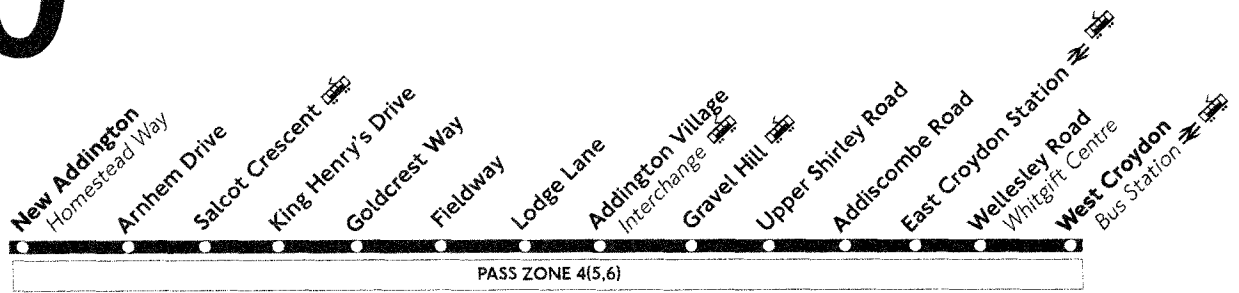 New Addington
Homestead Way
Arnhem Drive
Salcot Crescent
King Henry's Drive
Goldcrest Way
Fieldway
Lodge Lane
Addington Village
Interchange
Gravel Hill
Upper Shirley Road
Addiscombe Road
East Croydon Station
Wellesley Road
Whitgift Centre
West Croydon
Bus Station
PASS ZONE 4(5,6)